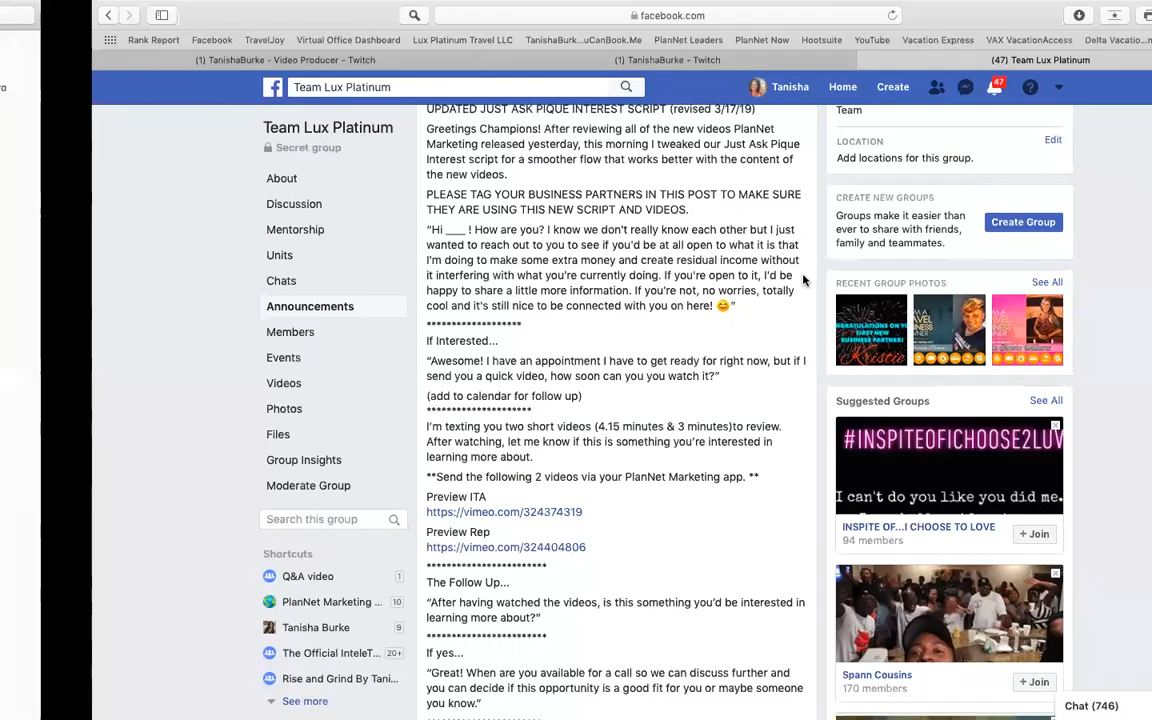 facebook.com
Rank Report
Facebook
TravelJoy
Virtual Office Dashboard
Lux Platinum Travel LLC
TanishaBurk...uCanBook.Me
PlanNet Leaders
PlanNet Now
Hootsuite
YouTube
Vacation Express
VAX VacationAccess
Delta Vacatio...
(1) TanishaBurke - Video Producer - Twitch
(1) TanishaBurke - Twitch
(47) Team Lux Platinum
Team Lux Platinum
Tanisha
Home
Create
47
Team Lux Platinum
Secret group
About
Discussion
Mentorship
Units
Chats
Announcements
Members
Events
Videos
Photos
Files
Group Insights
Moderate Group
Search this group
Shortcuts
Q&A video 1
PlanNet Marketing ... 10
Tanisha Burke 9
The Official InteleT... 20+
Rise and Grind By Tani...
See more
UPDATED JUST ASK PIQUE INTEREST SCRIPT (revised 3/17/19)
Greetings Champions! After reviewing all of the new videos PlanNet
Marketing released yesterday, this morning I tweaked our Just Ask Pique
Interest script for a smoother flow that works better with the content of
the new videos.
PLEASE TAG YOUR BUSINESS PARTNERS IN THIS POST TO MAKE SURE
THEY ARE USING THIS NEW SCRIPT AND VIDEOS.
“Hi ____ ! How are you? I know we don't really know each other but I just
wanted to reach out to you to see if you'd be at all open to what it is that
I'm doing to make some extra money and create residual income without
it interfering with what you're currently doing. If you're open to it, I'd be
happy to share a little more information. If you're not, no worries, totally
cool and it's still nice to be connected with you on here! 😊”
*******************
If Interested...
“Awesome! I have an appointment I have to get ready for right now, but if I
send you a quick video, how soon can you you watch it?”
(add to calendar for follow up)
*********************
I'm texting you two short videos (4.15 minutes & 3 minutes)to review.
After watching, let me know if this is something you're interested in
learning more about.
**Send the following 2 videos via your PlanNet Marketing app. **
Preview ITA
https://vimeo.com/324374319
Preview Rep
https://vimeo.com/324404806
************************
The Follow Up...
“After having watched the videos, is this something you'd be interested in
learning more about?”
************************
If yes...
“Great! When are you available for a call so we can discuss further and
you can decide if this opportunity is a good fit for you or maybe someone
you know.”
Team
LOCATION
Edit
Add locations for this group.
CREATE NEW GROUPS
Groups make it easier than
ever to share with friends,
family and teammates.
Create Group
RECENT GROUP PHOTOS
See All
Suggested Groups
See All
#INSPITEOFICHOOSE2LUV
I can't do you like you did me.
INSPITE OF...I CHOOSE TO LOVE
94 members
+ Join
Spann Cousins
170 members
+ Join
Chat (746)